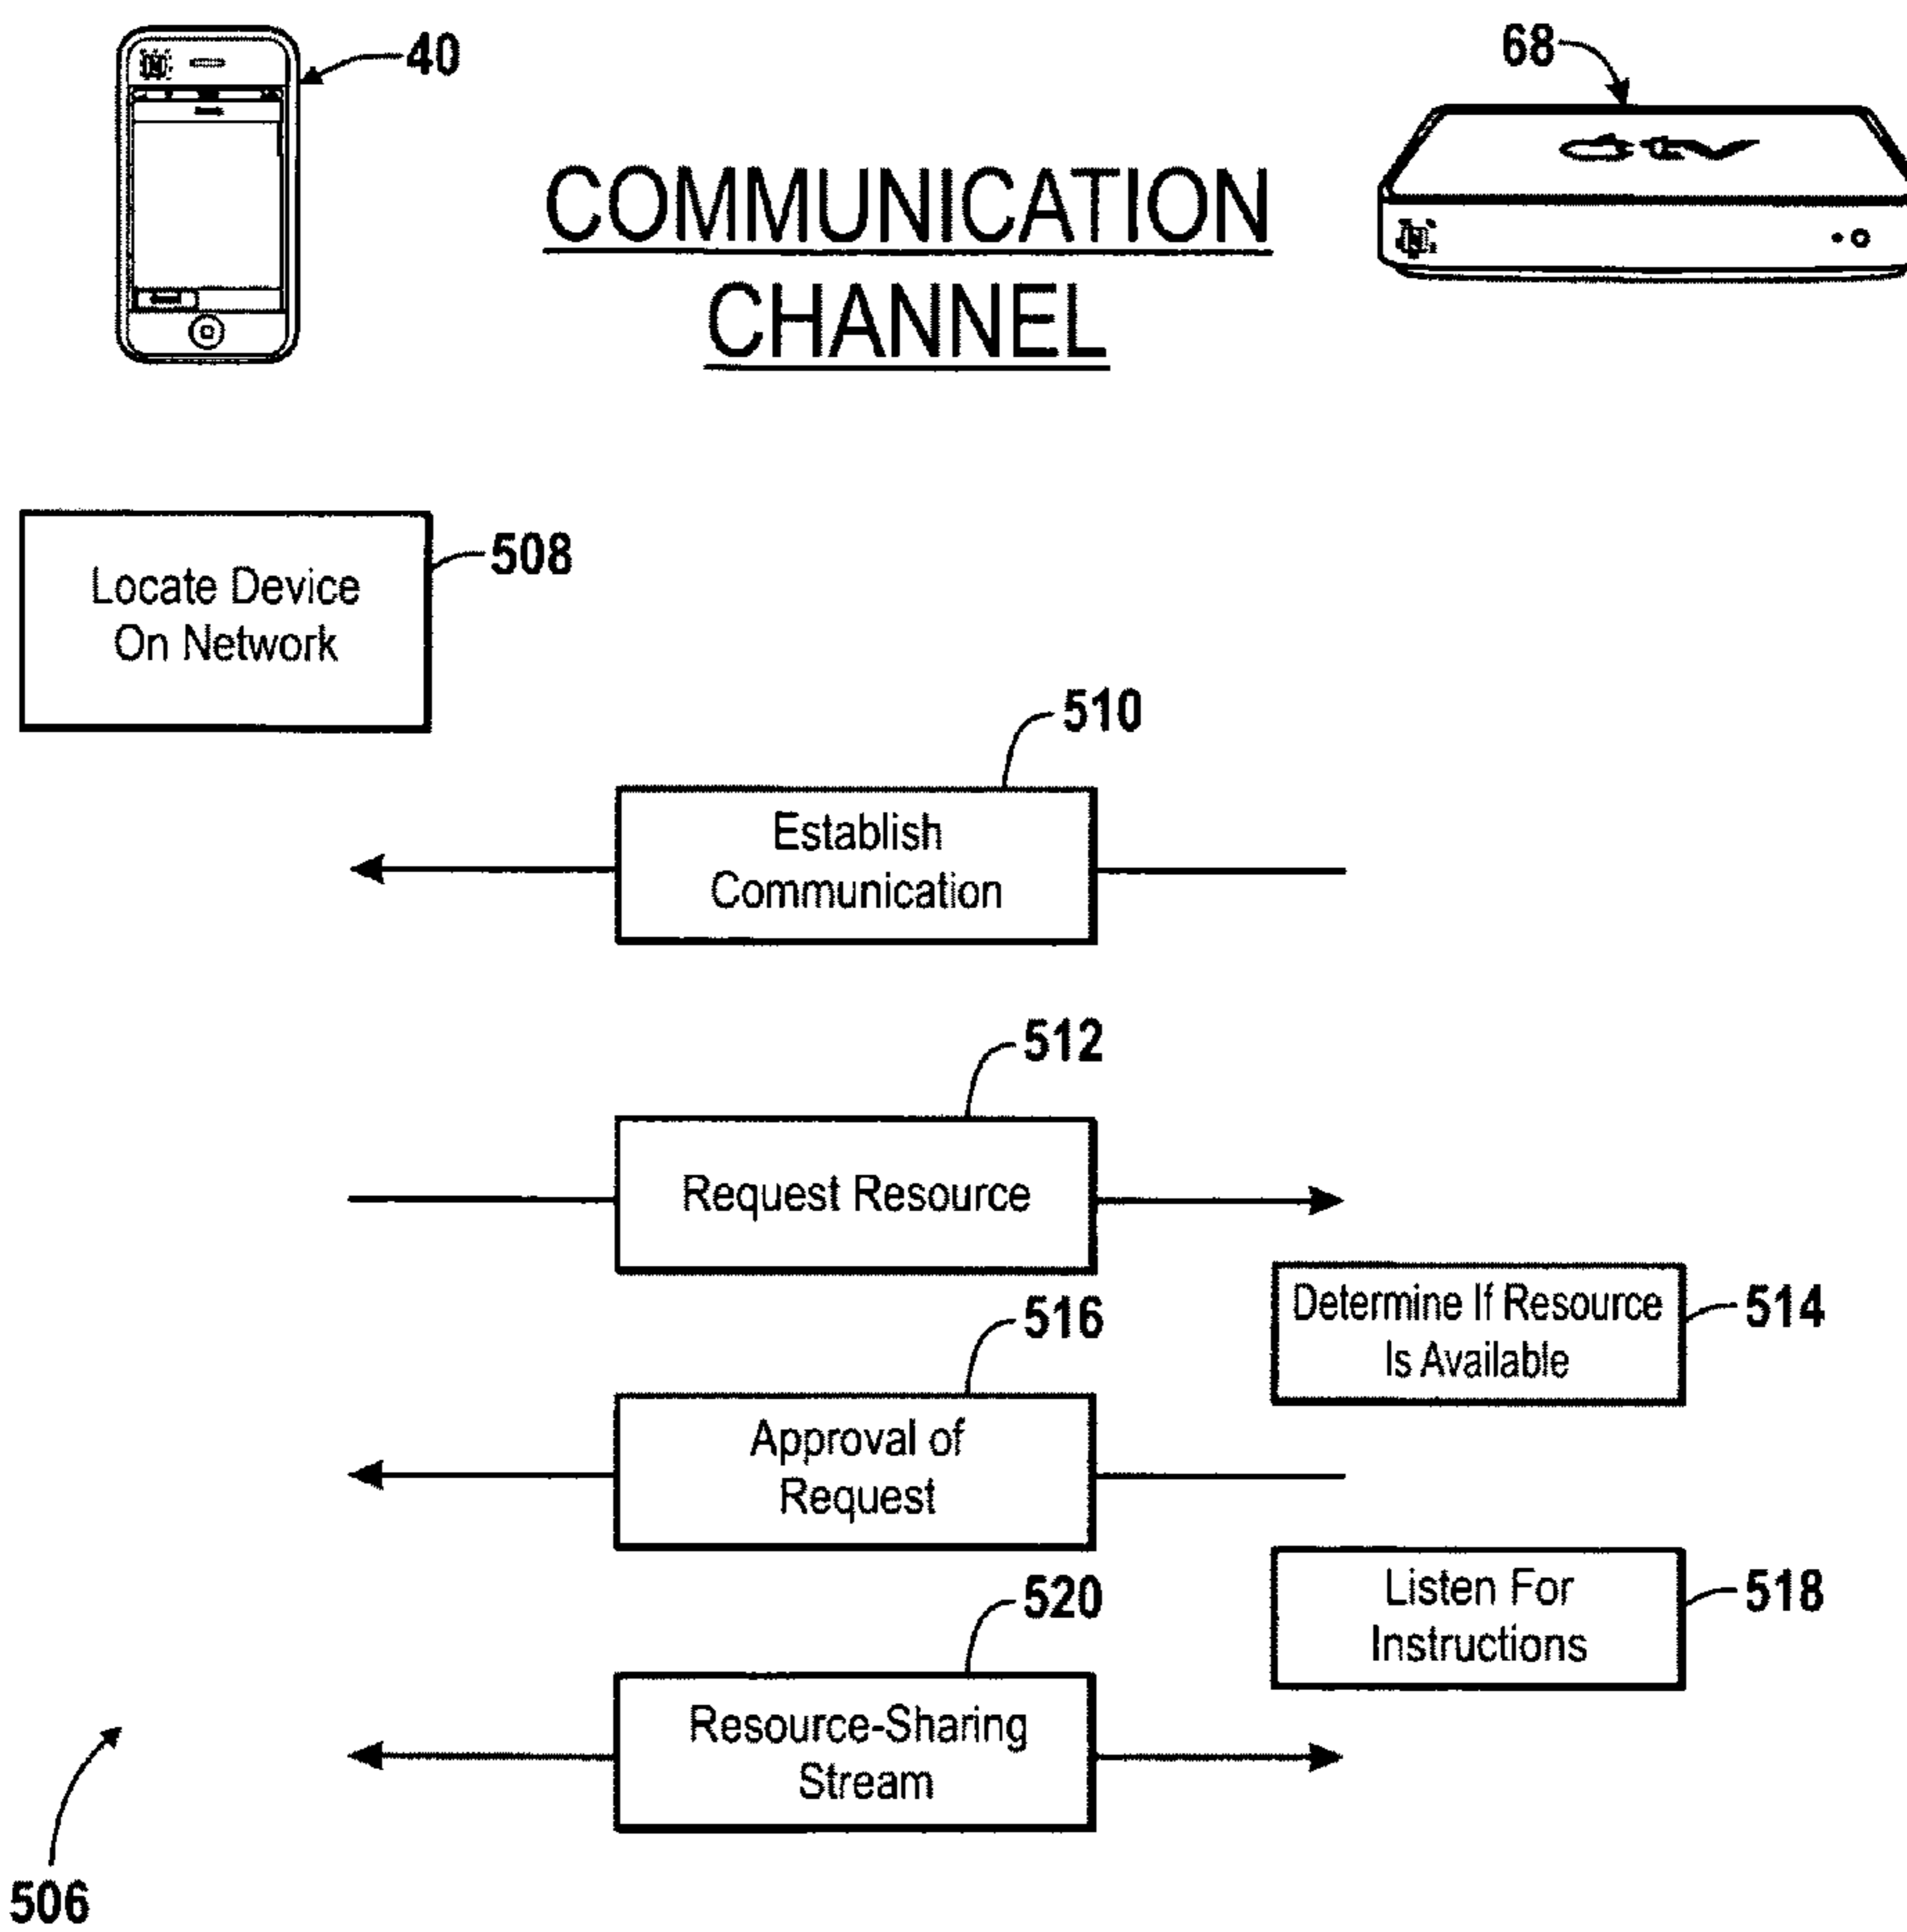 40
68
COMMUNICATION
CHANNEL
508
Locate Device
On Network
510
Establish
Communication
512
Request Resource
514
Determine If Resource
Is Available
516
Approval of
Request
518
Listen For
Instructions
520
Resource-Sharing
Stream
506